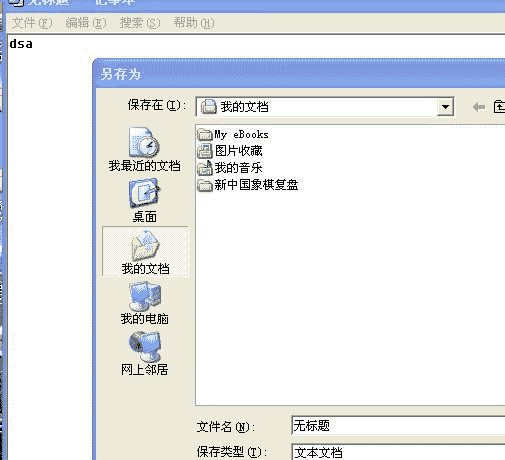 无标题 - 记事本
文件(F) 编辑(E) 搜索(S) 帮助(H)
dsa
另存为
保存在(I): 我的文档
My eBooks
图片收藏
我的音乐
新中国象棋复盘
我最近的文档
桌面
我的文档
我的电脑
网上邻居
文件名(N): 无标题
保存类型(T): 文本文档